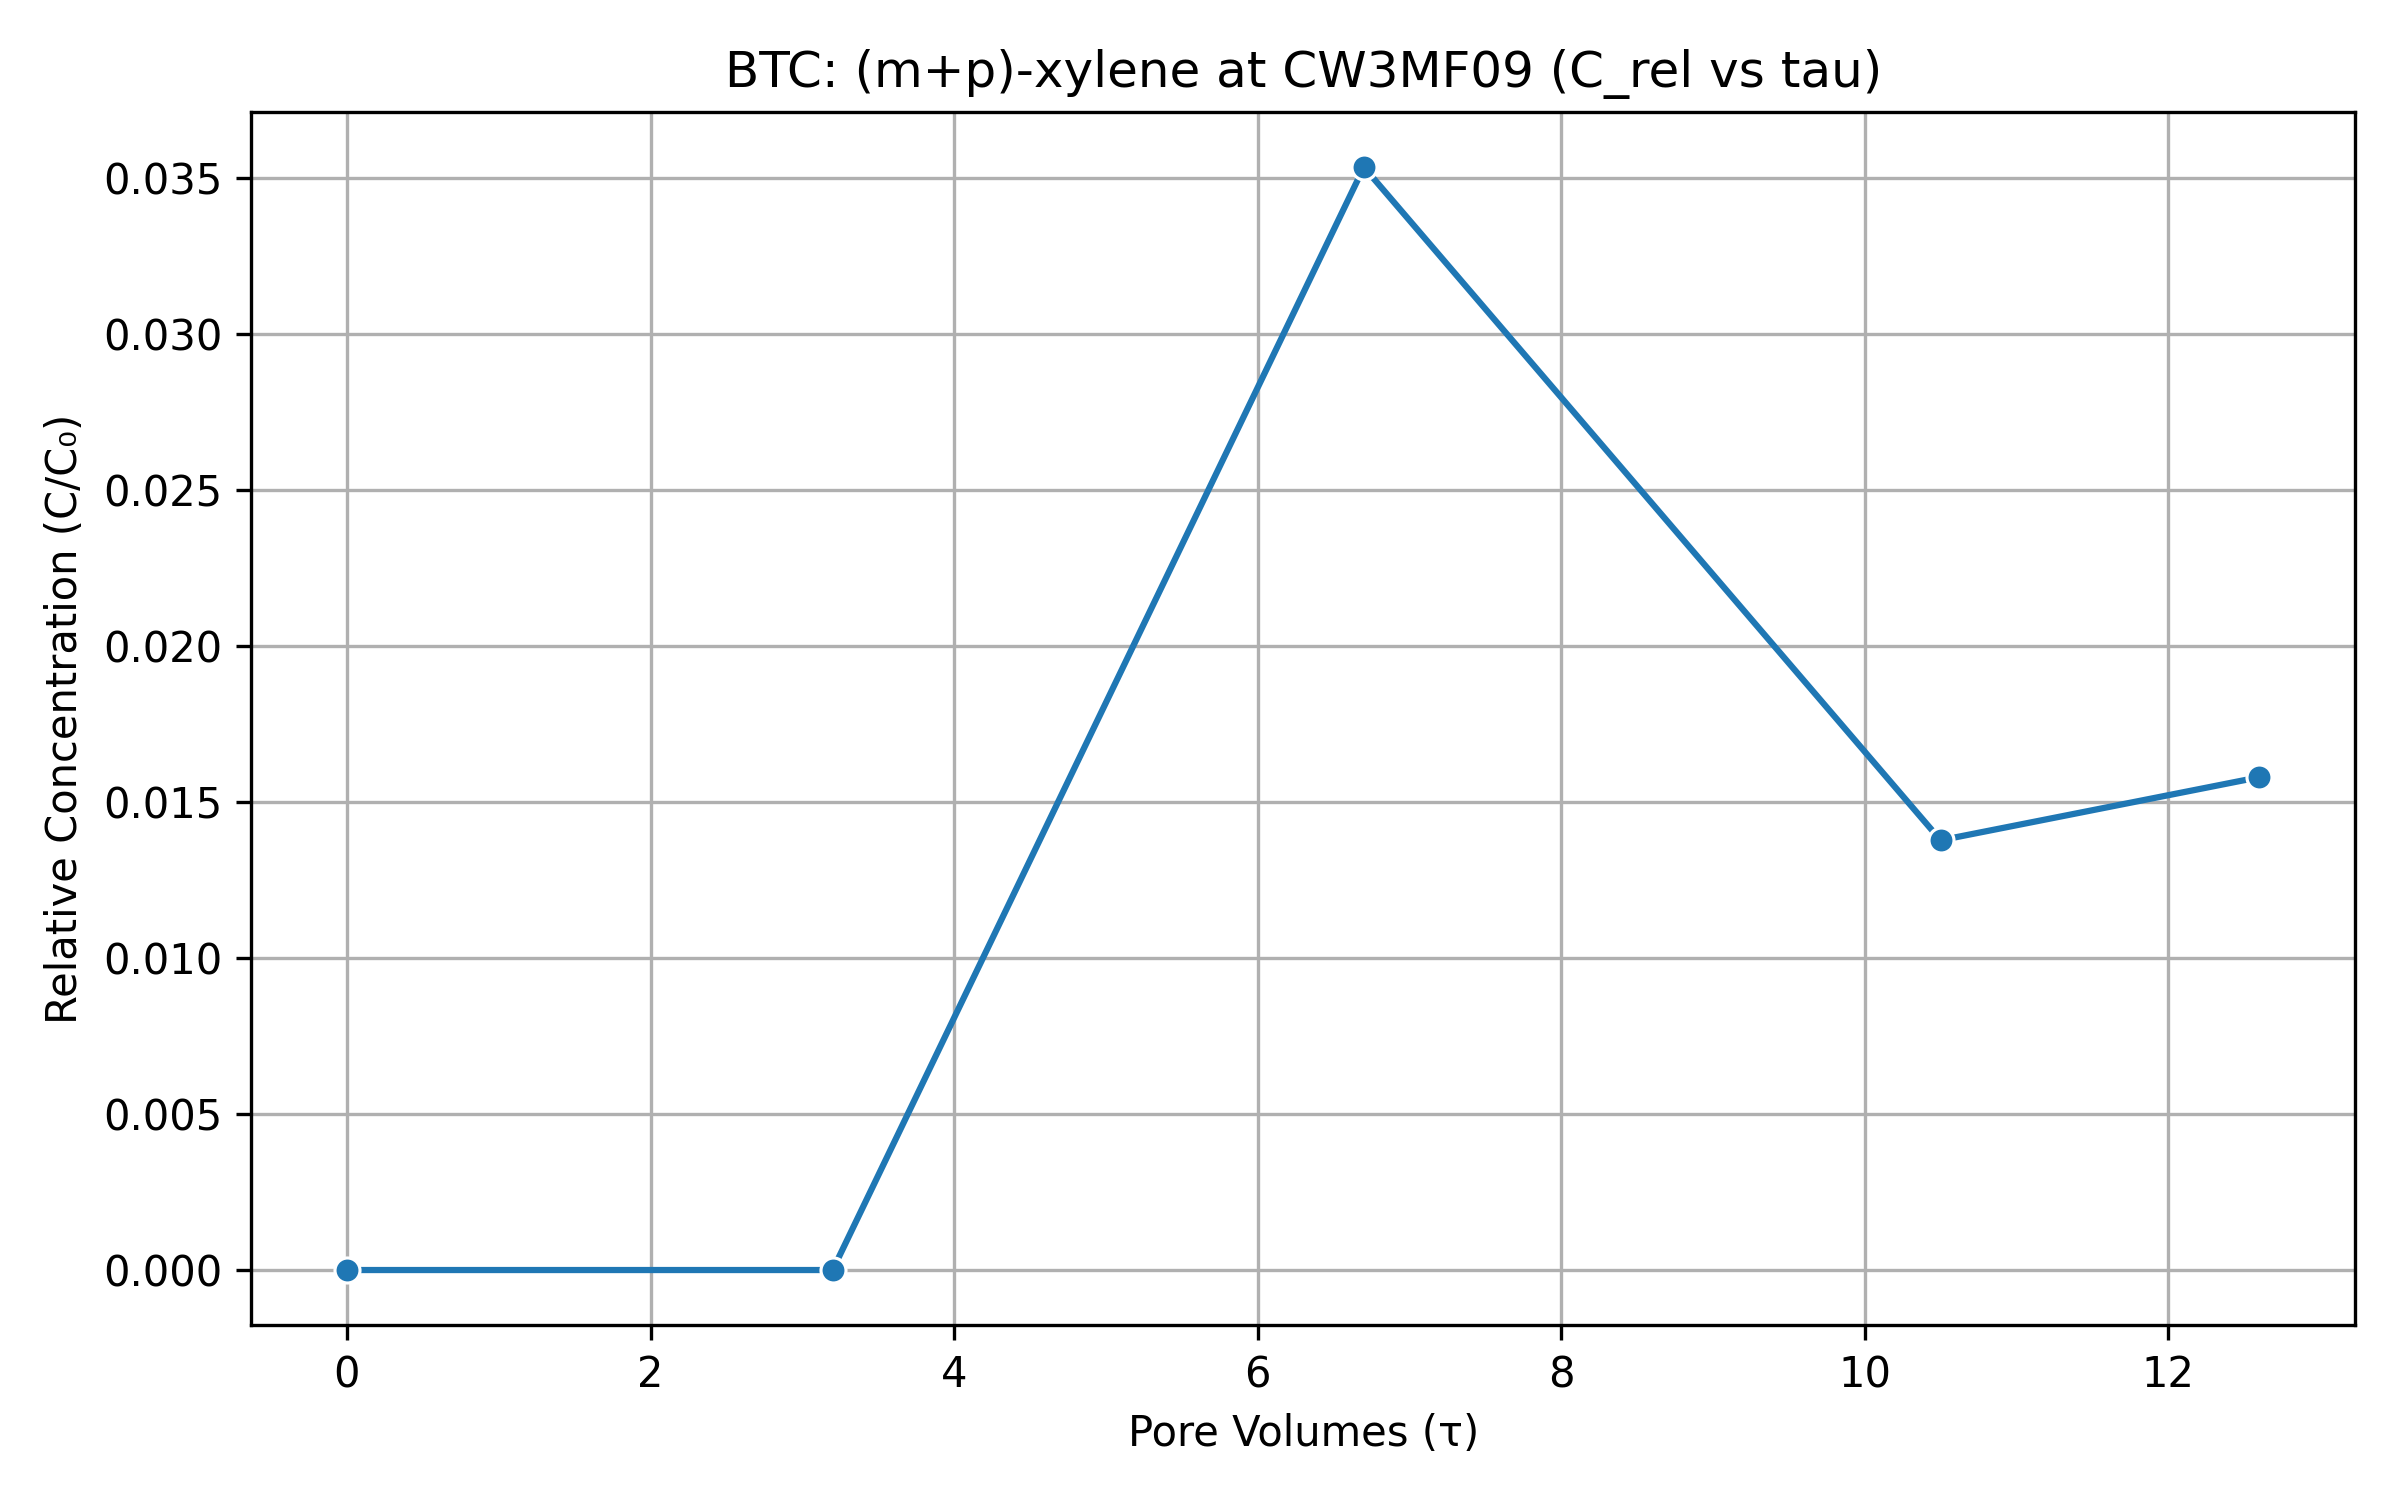 BTC: (m+p)-xylene at CW3MF09 (C_rel vs tau)
Relative Concentration (C/C₀)
0.035
0.030
0.025
0.020
0.015
0.010
0.005
0.000
0 2 4 6 8 10 12
Pore Volumes (τ)